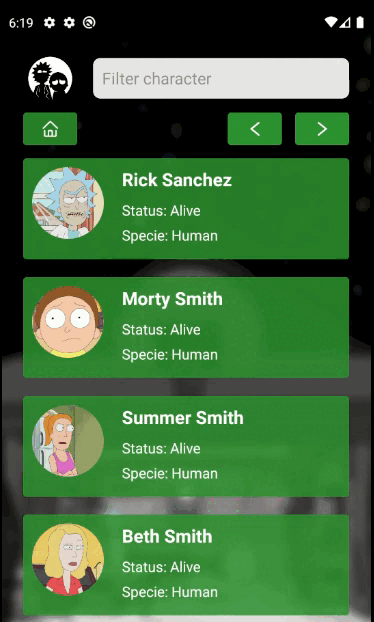 6:19
Filter character
Rick Sanchez
Status: Alive
Specie: Human
Morty Smith
Status: Alive
Specie: Human
Summer Smith
Status: Alive
Specie: Human
Beth Smith
Status: Alive
Specie: Human